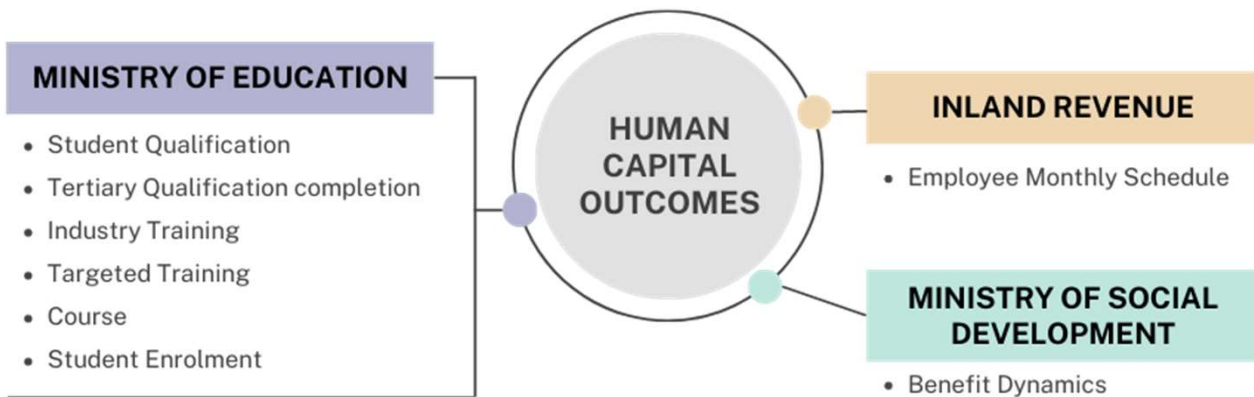 MINISTRY OF EDUCATION
• Student Qualification
• Tertiary Qualification completion
• Industry Training
• Targeted Training
• Course
• Student Enrolment
HUMAN
CAPITAL
OUTCOMES
INLAND REVENUE
• Employee Monthly Schedule
MINISTRY OF SOCIAL
DEVELOPMENT
• Benefit Dynamics